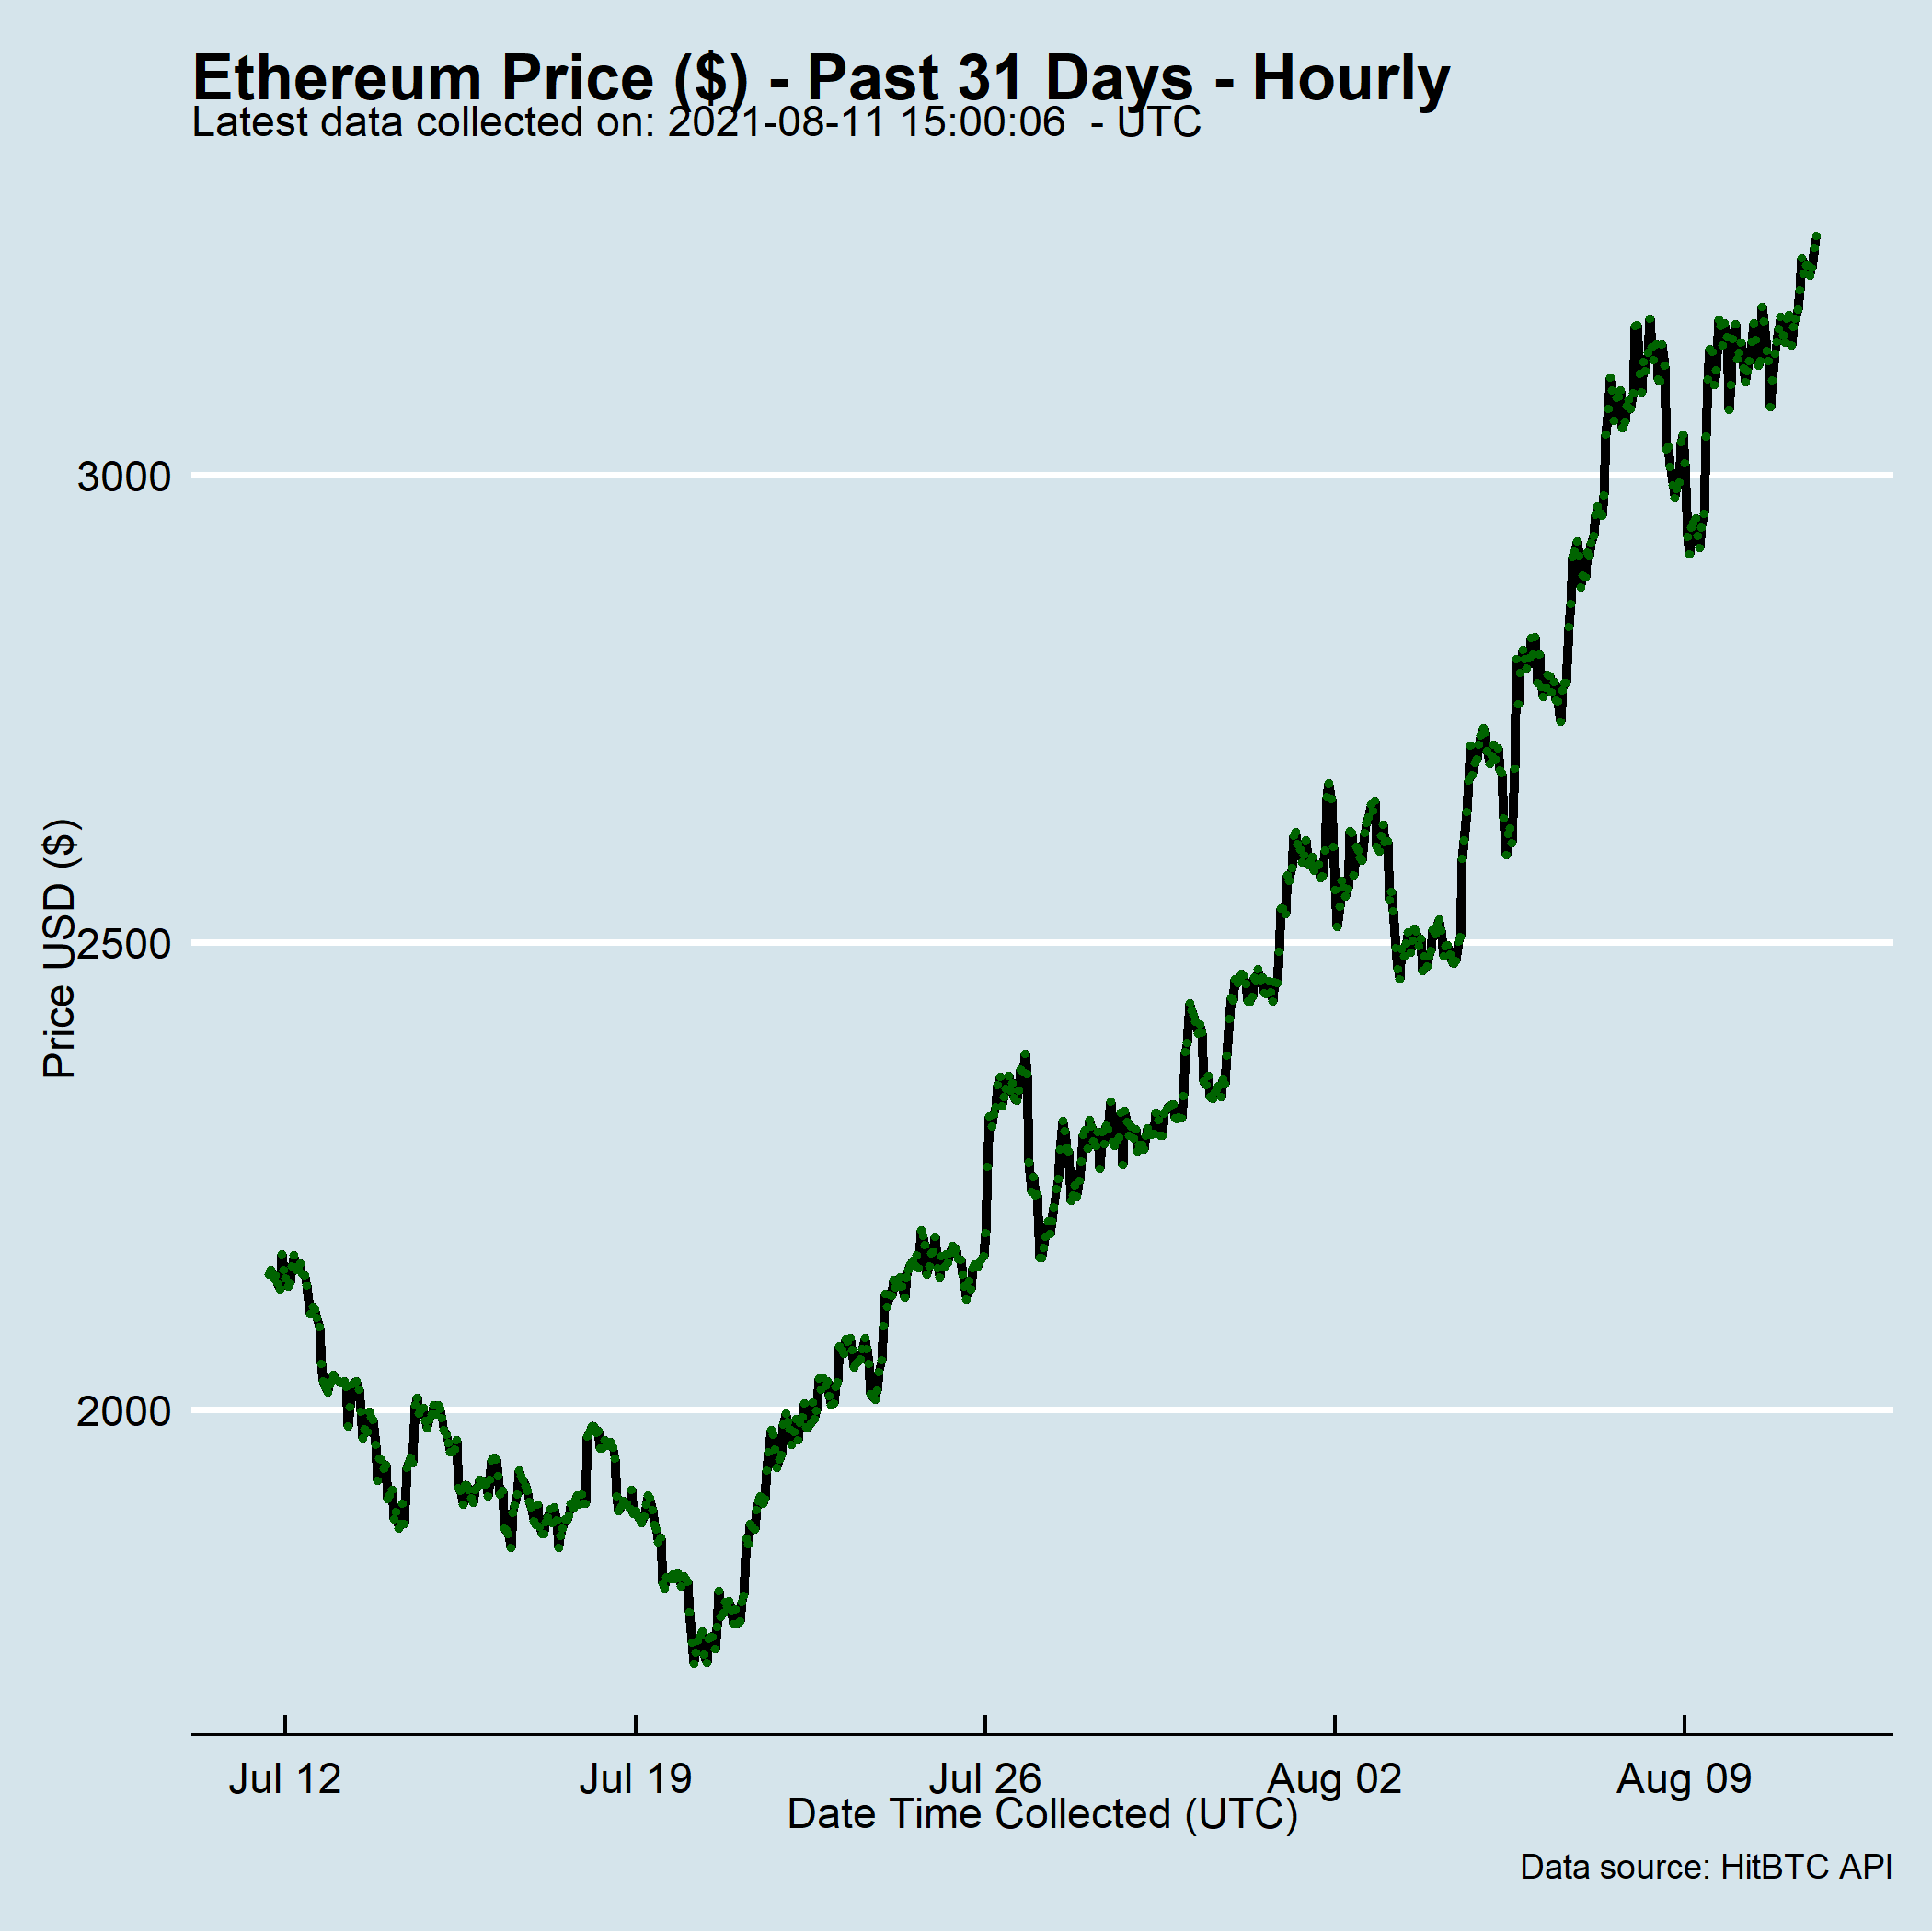 Ethereum Price ($) - Past 31 Days - Hourly
Latest data collected on: 2021-08-11 15:00:06  - UTC
3000
2500
2000
Price USD ($)
Jul 12
Jul 19
Jul 26
Aug 02
Aug 09
Date Time Collected (UTC)
Data source: HitBTC API